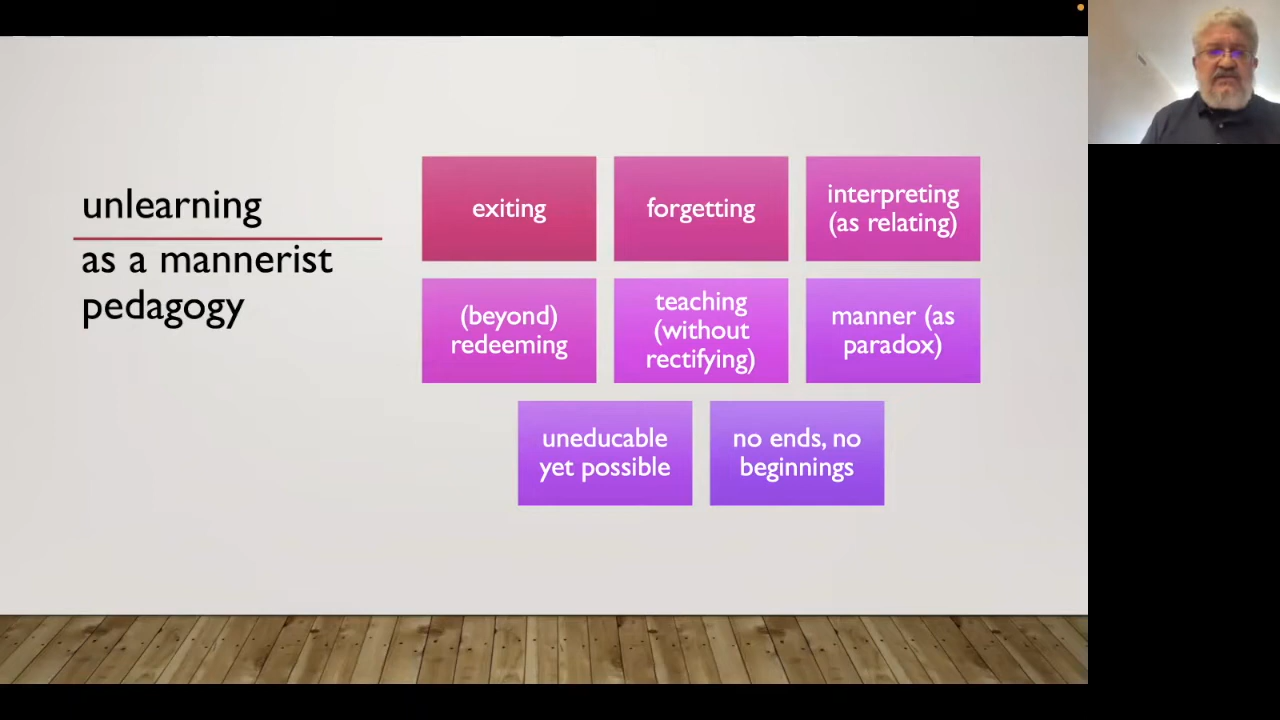 unlearning
as a mannerist
pedagogy
exiting
forgetting
interpreting
(as relating)
(beyond)
redeeming
teaching
(without
rectifying)
manner (as
paradox)
uneducable
yet possible
no ends, no
beginnings